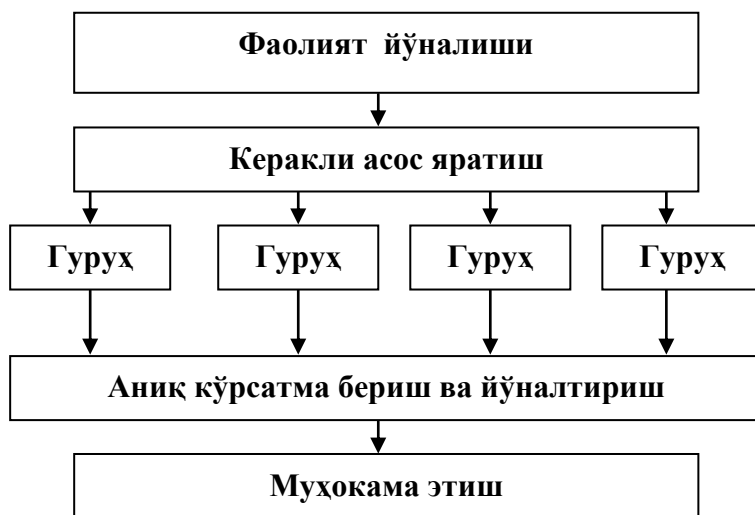 Фаолият йўналиши
Керакли асос яратиш
Гуруҳ Гуруҳ Гуруҳ Гуруҳ
Аниқ кўрсатма бериш ва йўналтириш
Муҳокама этиш